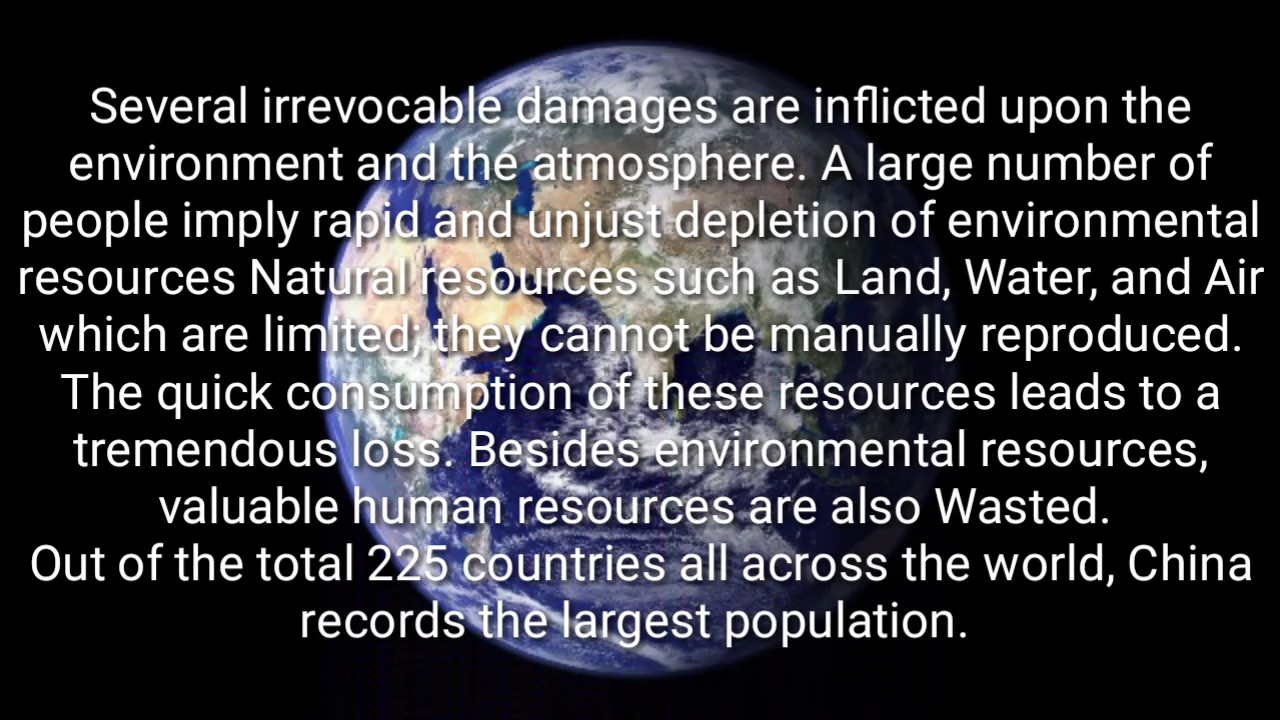 Several irrevocable damages are inflicted upon the
environment and the atmosphere. A large number of
people imply rapid and unjust depletion of environmental
resources Natural resources such as Land, Water, and Air
which are limited; they cannot be manually reproduced.
The quick consumption of these resources leads to a
tremendous loss. Besides environmental resources,
valuable human resources are also Wasted.
Out of the total 225 countries all across the world, China
records the largest population.